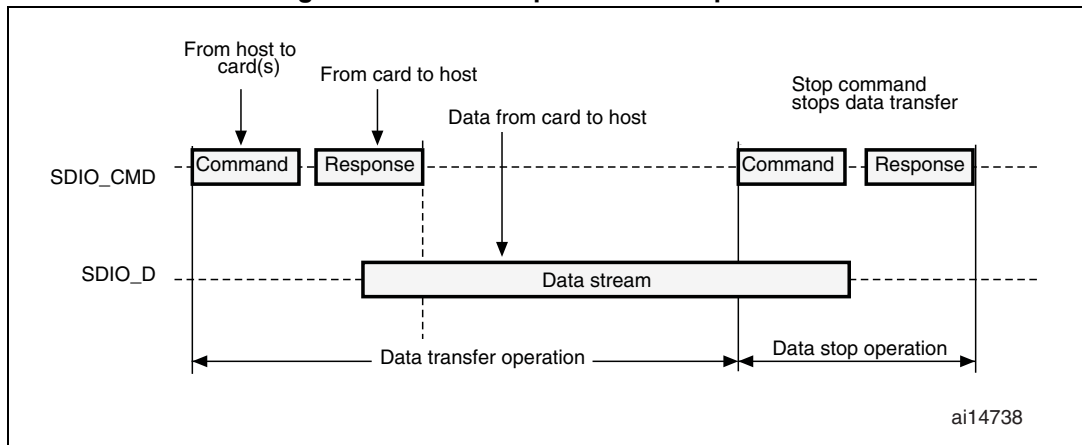 From host to
card(s)
From card to host
Data from card to host
Stop command
stops data transfer
SDIO_CMD
Command
Response
Command
Response
SDIO_D
Data stream
Data transfer operation
Data stop operation
ai14738